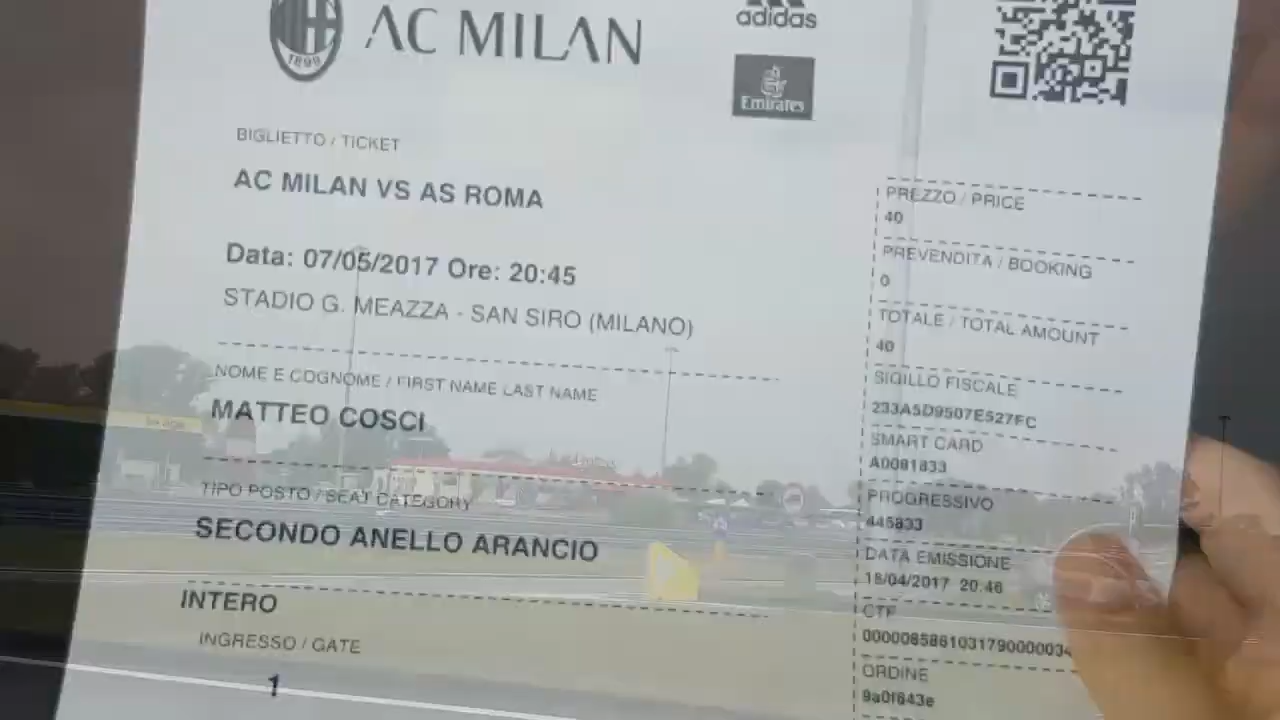 1899
AC MILAN
adidas
Emirates
BIGLIETTO / TICKET
AC MILAN VS AS ROMA
Data: 07/05/2017 Ore: 20:45
STADIO G. MEAZZA - SAN SIRO (MILANO)
NOME E COGNOME / FIRST NAME LAST NAME
MATTEO COSCI
TIPO POSTO / SEAT CATEGORY
SECONDO ANELLO ARANCIO
INTERO
INGRESSO / GATE
1
PREZZO / PRICE
40
PREVENDITA / BOOKING
0
TOTALE / TOTAL AMOUNT
40
SIGILLO FISCALE
233A5D9507E527FC
SMART CARD
A0081833
PROGRESSIVO
445833
DATA EMISSIONE
18/04/2017 20:46
CTF
ORDINE
9a0f643e